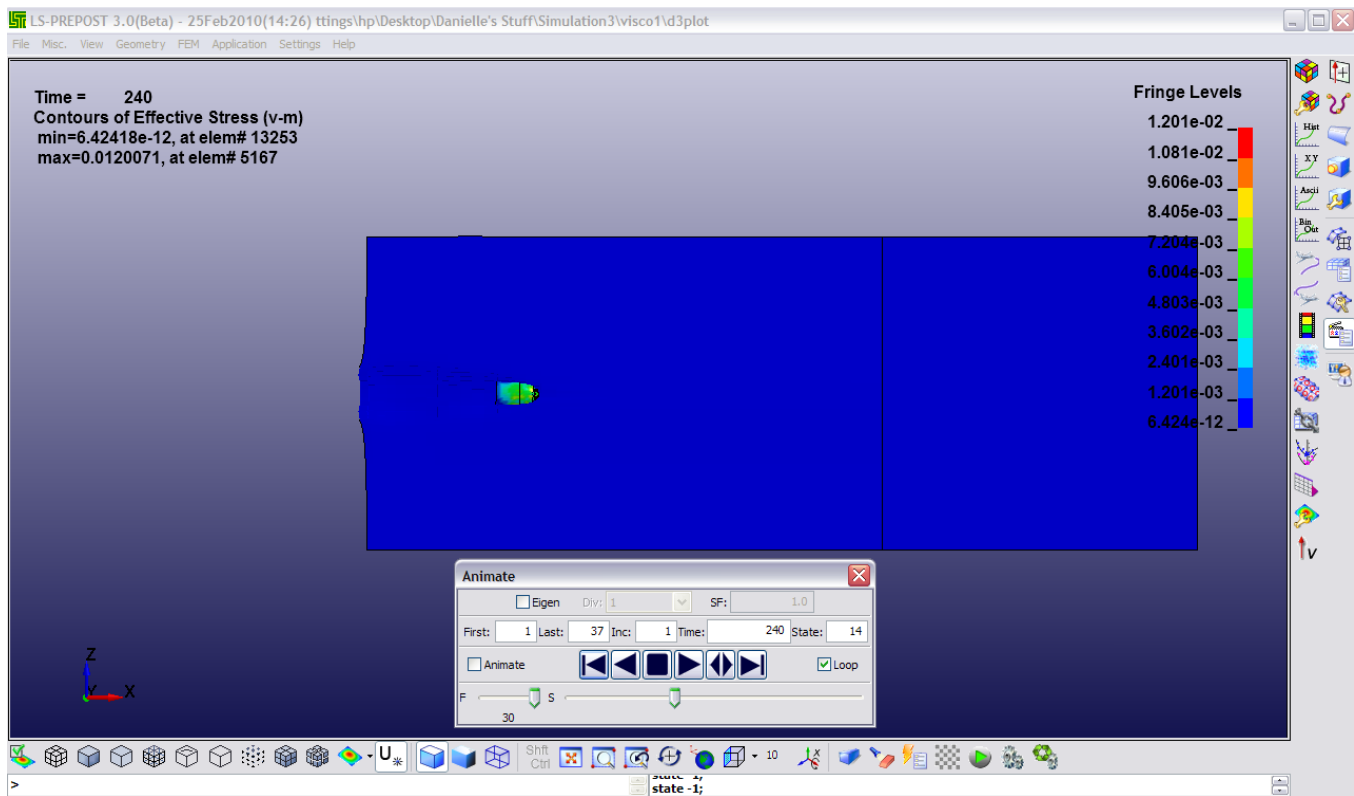 LS-PREPOST 3.0(Beta) - 25Feb2010(14:26) ttings\hp\Desktop\Danielle's Stuff\Simulation3\visco1\d3plot
File Misc. View Geometry FEM Application Settings Help
Time = 240
Contours of Effective Stress (v-m)
min=6.42418e-12, at elem# 13253
max=0.0120071, at elem# 5167
Fringe Levels
1.201e-02
1.081e-02
9.606e-03
8.405e-03
7.204e-03
6.004e-03
4.803e-03
3.602e-03
2.401e-03
1.201e-03
6.424e-12
Hist
XY
Ascii
Bin Out
V
Animate
Eigen Div: 1 SF: 1.0
First: 1 Last: 37 Inc: 1 Time: 240 State: 14
Animate Loop
F S
30
Z
Y X
U* Shft Ctrl 10
>
state -1;
state -1;